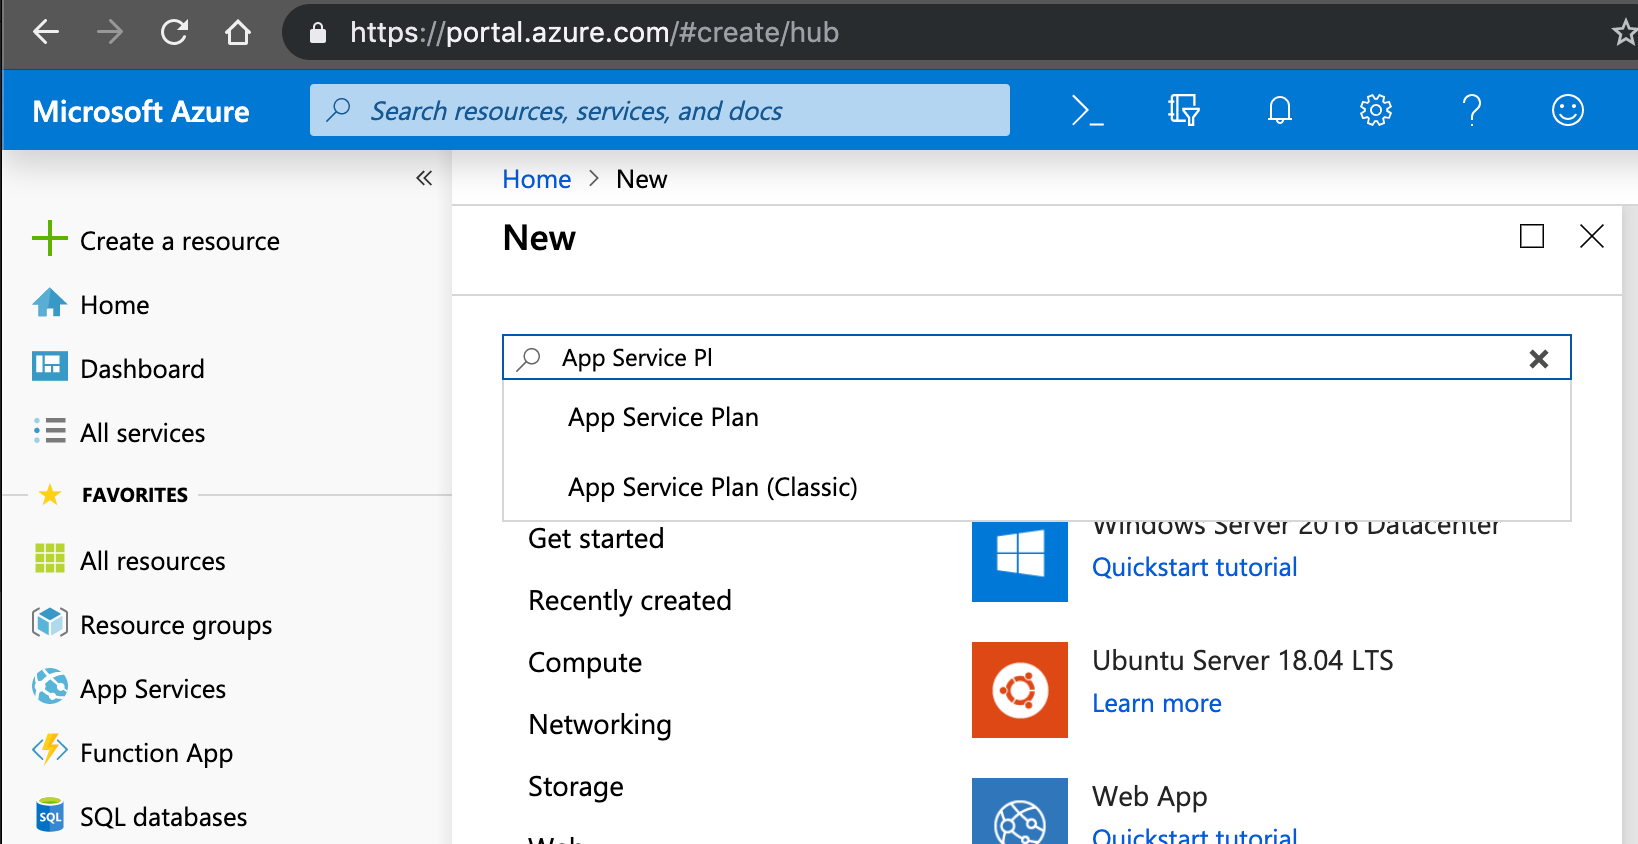 https://portal.azure.com/#create/hub
Microsoft Azure
Search resources, services, and docs
Create a resource
Home
Dashboard
All services
FAVORITES
All resources
Resource groups
App Services
Function App
SQL
SQL databases
Home > New
New
App Service Pl
App Service Plan
App Service Plan (Classic)
Get started
Recently created
Compute
Networking
Storage
Web
Windows Server 2016 Datacenter
Quickstart tutorial
Ubuntu Server 18.04 LTS
Learn more
Web App
Quickstart tutorial